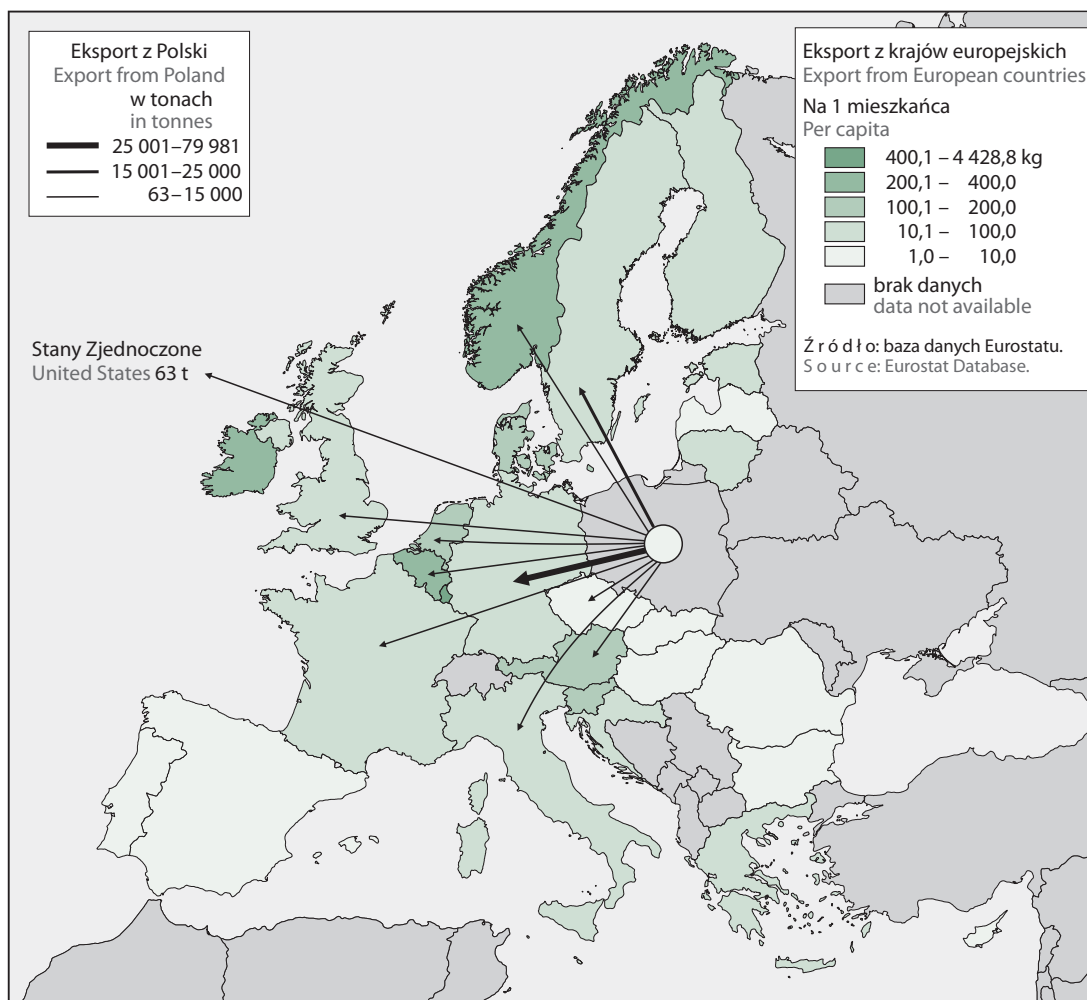 Eksport z Polski
Export from Poland
w tonach
in tonnes
25 001–79 981
15 001–25 000
63–15 000
Eksport z krajów europejskich
Export from European countries
Na 1 mieszkańca
Per capita
400,1 – 4 428,8 kg
200,1 – 400,0
100,1 – 200,0
10,1 – 100,0
1,0 – 10,0
brak danych
data not available
Ź r ó d ł o: baza danych Eurostatu.
S o u r c e: Eurostat Database.
Stany Zjednoczone
United States 63 t